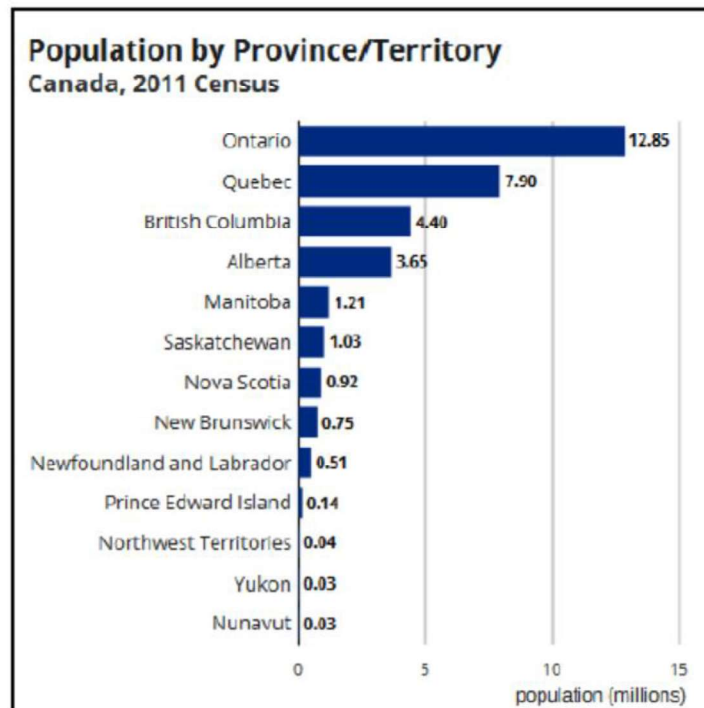 Population by Province/Territory
Canada, 2011 Census
Ontario 12.85
Quebec 7.90
British Columbia 4.40
Alberta 3.65
Manitoba 1.21
Saskatchewan 1.03
Nova Scotia 0.92
New Brunswick 0.75
Newfoundland and Labrador 0.51
Prince Edward Island 0.14
Northwest Territories 0.04
Yukon 0.03
Nunavut 0.03
0 5 10 15
population (millions)